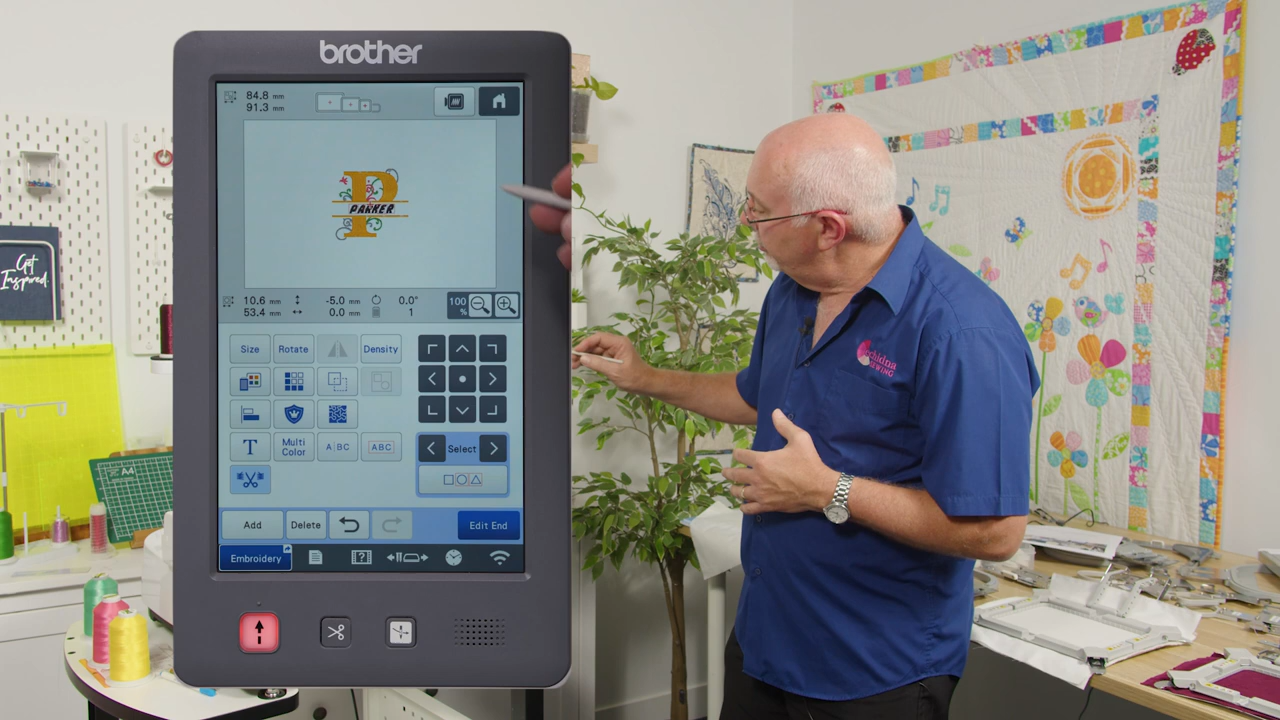 brother
84.8 mm
91.3 mm
PARKER
10.6 mm
53.4 mm
-5.0 mm
0.0 mm
0.0°
1
100
%
Size
Rotate
Density
T
Multi
Color
A BC
ABC
Select
Add
Delete
Edit End
Embroidery
Get
Inspired.
A4
SEWING